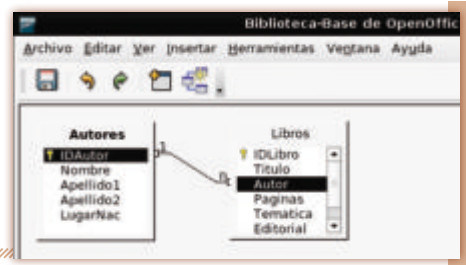 Biblioteca-Base de OpenOffic
Archivo Editar Ver Insertar Herramientas Ventana Ayuda
Autores
IDAutor
Nombre
Apellido1
Apellido2
LugarNac
1
n
Libros
IDLibro
Titulo
Autor
Paginas
Tematica
Editorial